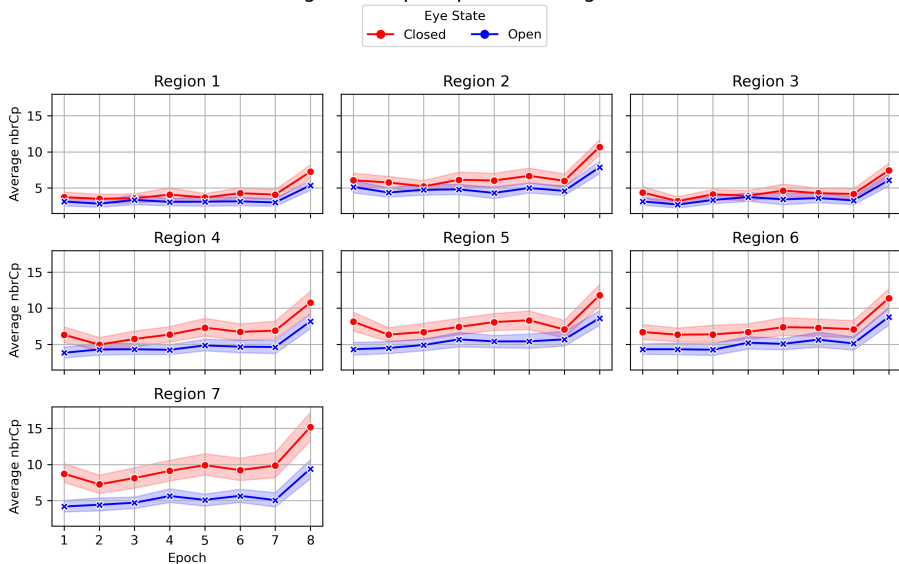 Eye State
Closed Open
Region 1 Region 2 Region 3
Average nbrCp
15
10
5
Region 4 Region 5 Region 6
Average nbrCp
15
10
5
Region 7
Average nbrCp
15
10
5
1 2 3 4 5 6 7 8
Epoch